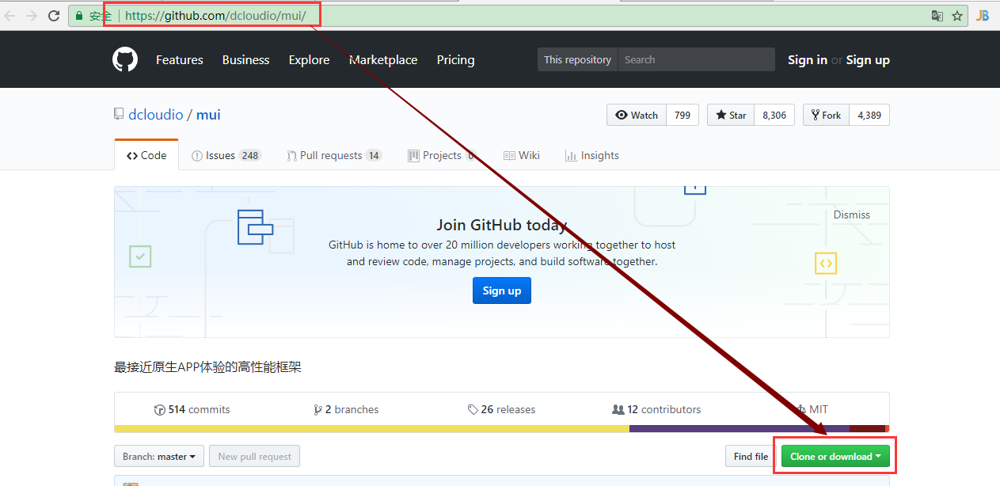 安全 https://github.com/dcloudio/mui/ JB
Features Business Explore Marketplace Pricing This repository Search Sign in or Sign up
dcloudio / mui Watch 799 Star 8,306 Fork 4,389
Code Issues 248 Pull requests 14 Projects 0 Wiki Insights
Dismiss
Join GitHub today
GitHub is home to over 20 million developers working together to host
and review code, manage projects, and build software together.
Sign up
最接近原生APP体验的高性能框架
514 commits 2 branches 26 releases 12 contributors MIT
Branch: master New pull request Find file Clone or download